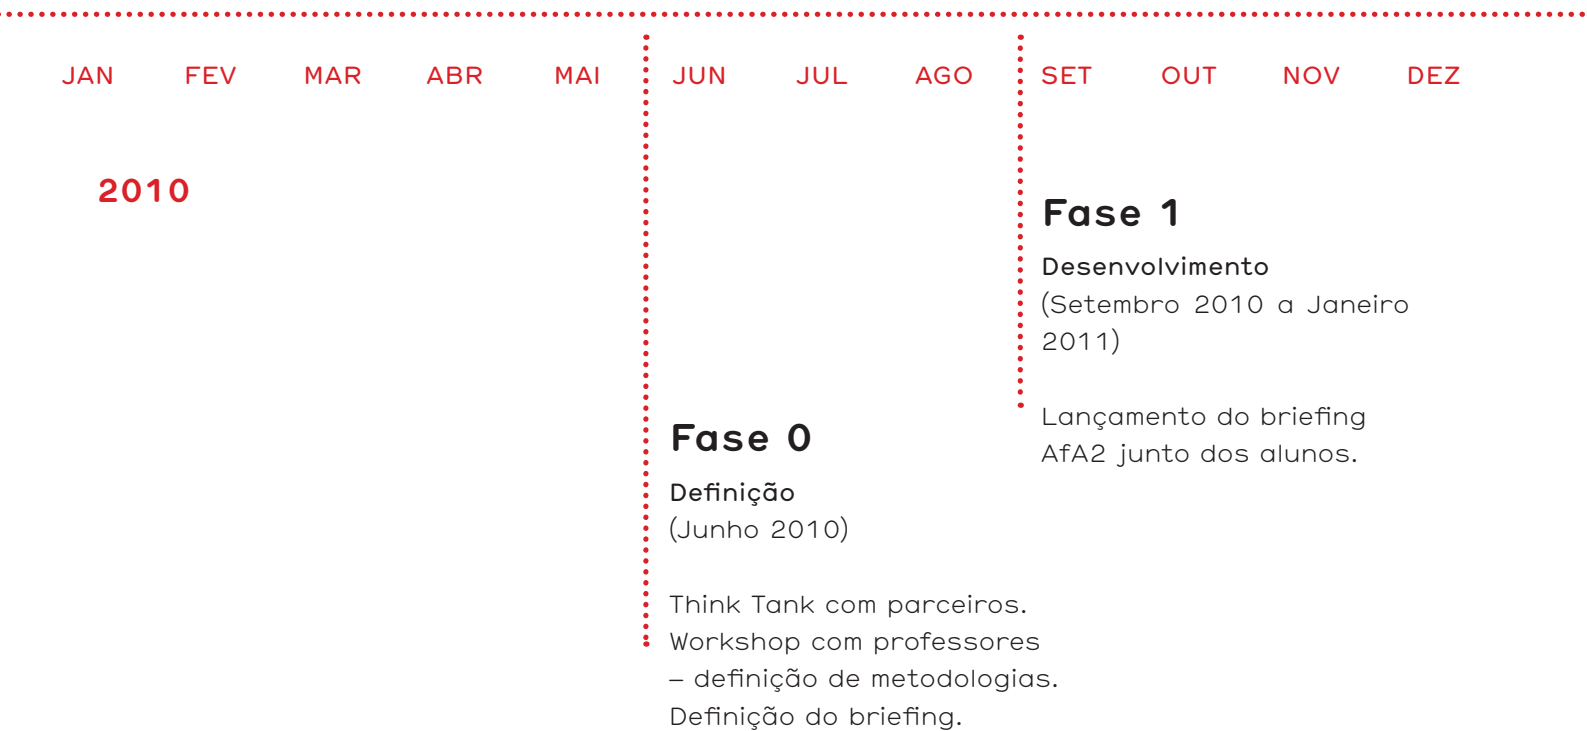 JAN FEV MAR ABR MAI JUN JUL AGO SET OUT NOV DEZ
2010
Fase 1
Desenvolvimento
(Setembro 2010 a Janeiro
2011)
Lançamento do briefing
AfA2 junto dos alunos.
Fase 0
Definição
(Junho 2010)
Think Tank com parceiros.
Workshop com professores
– definição de metodologias.
Definição do briefing.